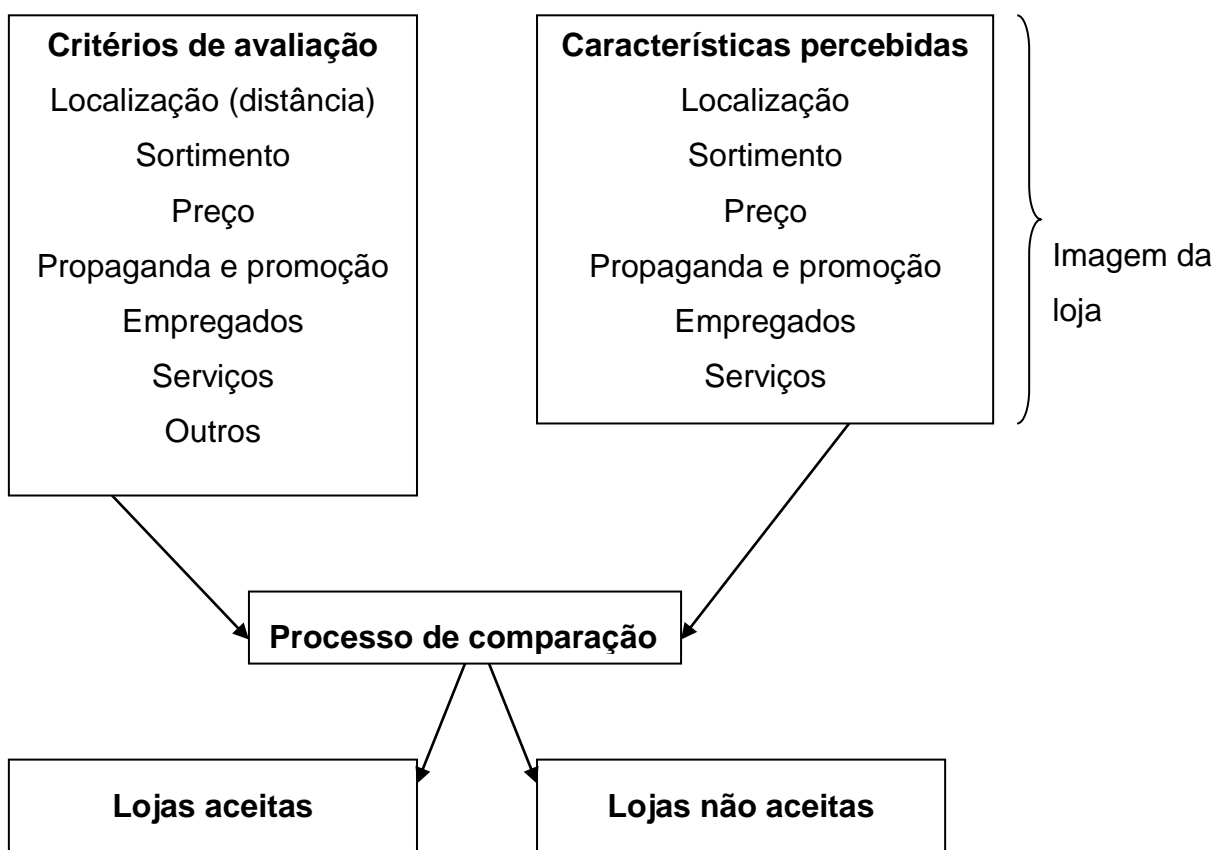 Critérios de avaliação
Localização (distância)
Sortimento
Preço
Propaganda e promoção
Empregados
Serviços
Outros
Características percebidas
Localização
Sortimento
Preço
Propaganda e promoção
Empregados
Serviços
Imagem da
loja
Processo de comparação
Lojas aceitas
Lojas não aceitas